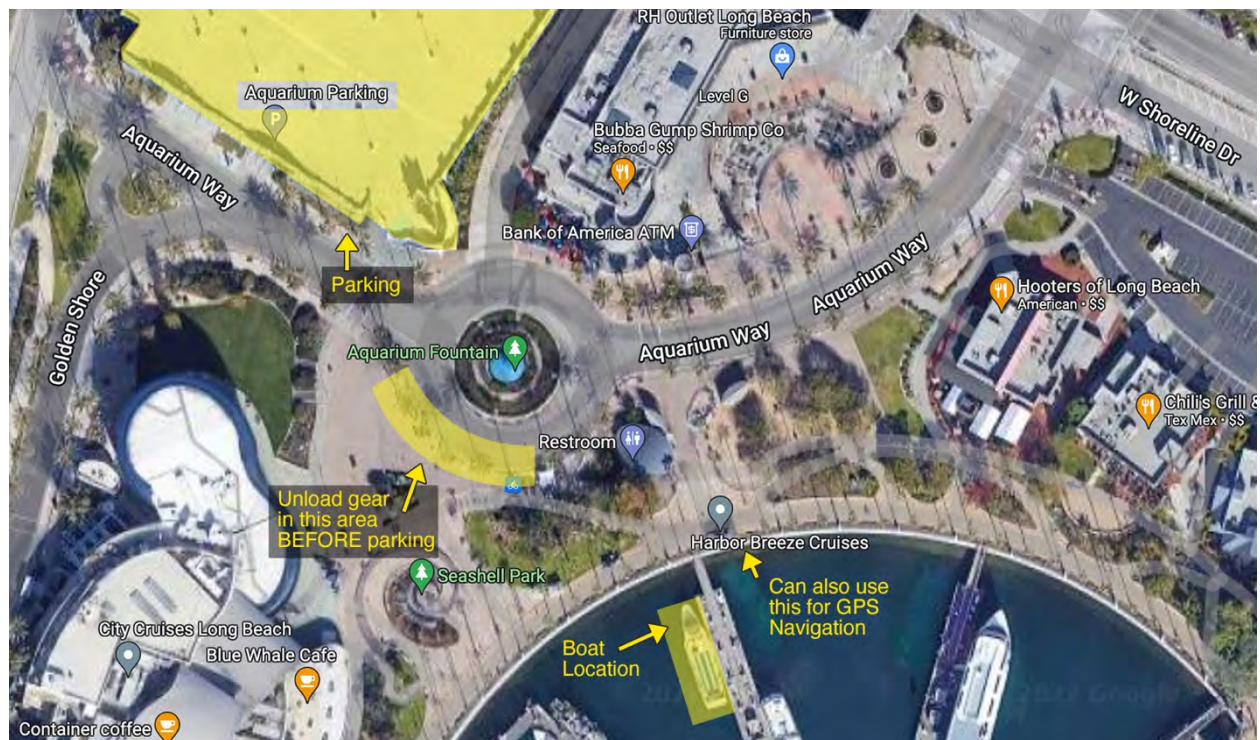 RH Outlet Long Beach
Furniture store
Aquarium Parking
P
Level G
W Shoreline Dr
Bubba Gump Shrimp Co
Seafood • $$
Aquarium Way
Bank of America ATM
Aquarium Way
Parking
Hooters of Long Beach
American • $$
Golden Shore
Aquarium Fountain
Aquarium Way
Chili's Grill &
Tex Mex • $$
Restroom
Unload gear
in this area
BEFORE parking
Harbor Breeze Cruises
Seashell Park
Can also use
this for GPS
Navigation
City Cruises Long Beach
Boat
Location
Blue Whale Cafe
Container coffee
Google